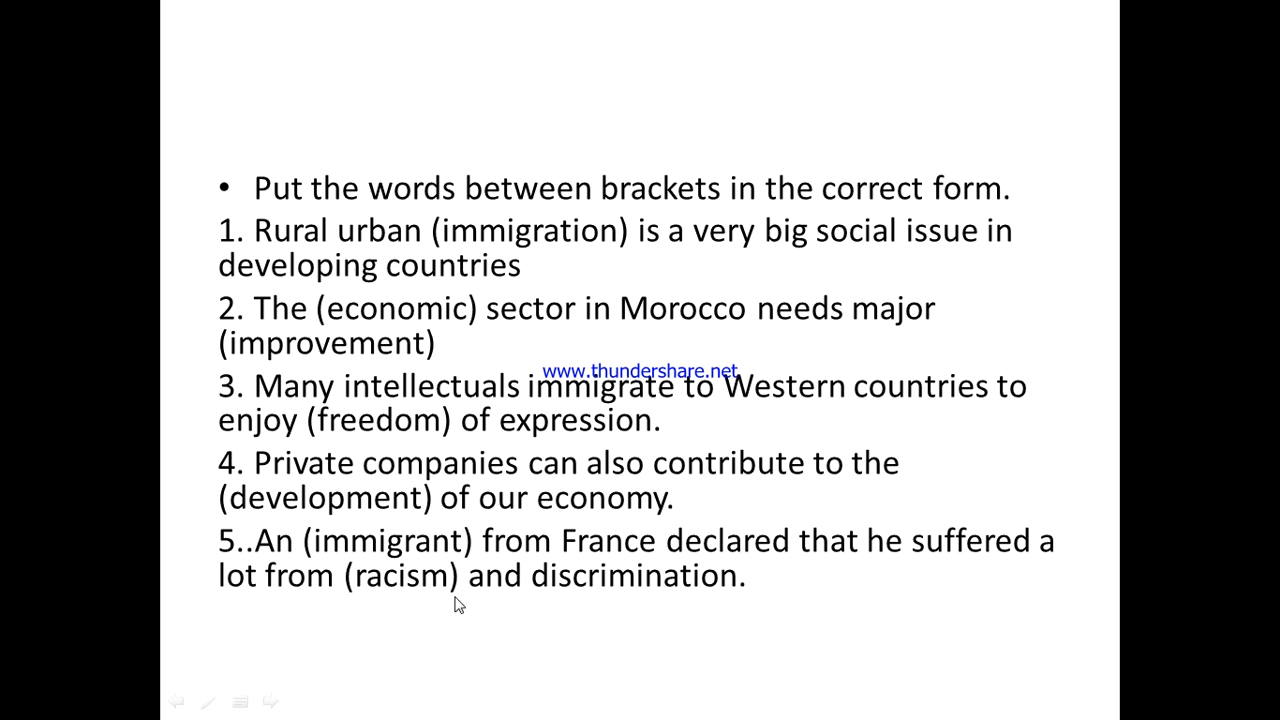 • Put the words between brackets in the correct form.
1. Rural urban (immigration) is a very big social issue in
developing countries
2. The (economic) sector in Morocco needs major
(improvement)
www.thundershare.net
3. Many intellectuals immigrate to Western countries to
enjoy (freedom) of expression.
4. Private companies can also contribute to the
(development) of our economy.
5..An (immigrant) from France declared that he suffered a
lot from (racism) and discrimination.